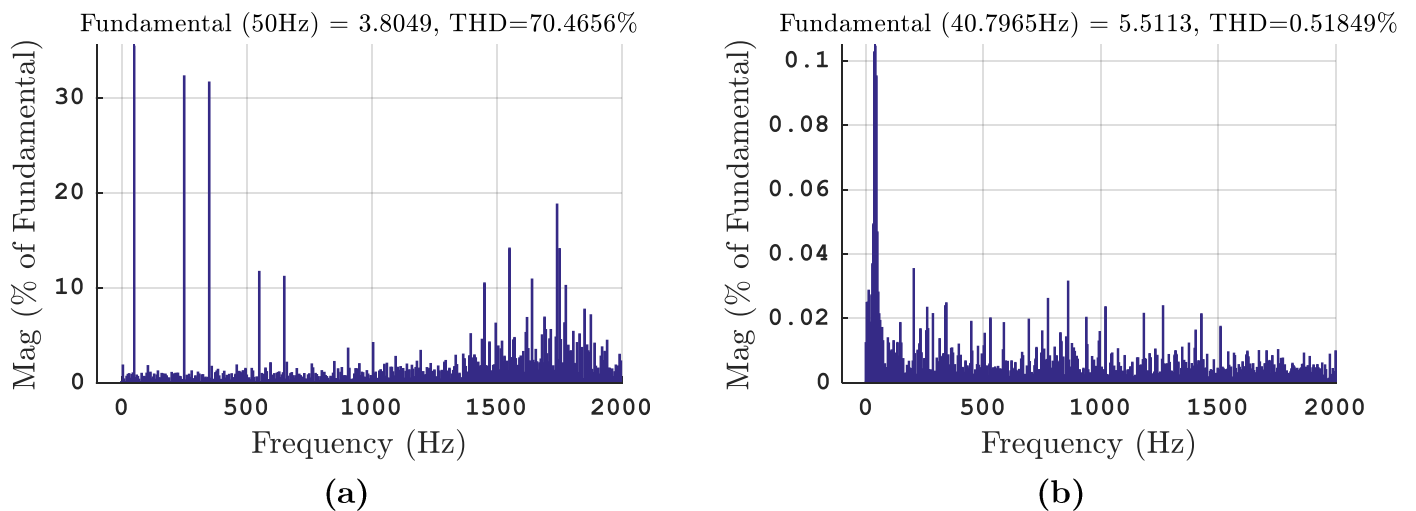 Fundamental (50Hz) = 3.8049, THD=70.4656%
Mag (% of Fundamental)
30
20
10
0
0 500 1000 1500 2000
Frequency (Hz)
(a)
Fundamental (40.7965Hz) = 5.5113, THD=0.51849%
Mag (% of Fundamental)
0.1
0.08
0.06
0.04
0.02
0
0 500 1000 1500 2000
Frequency (Hz)
(b)